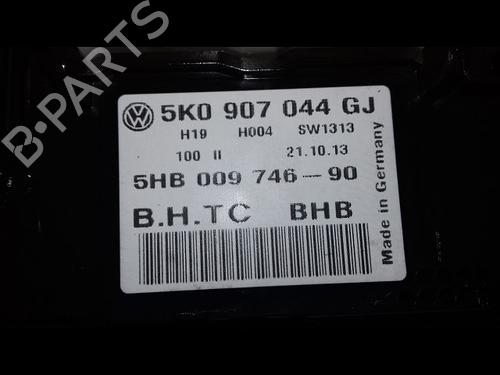 5K0 907 044 GJ
H19 H004 SW1313
100 II 21.10.13
5HB 009 746-90
B.H.TC BHB
Made in Germany
B-PARTS